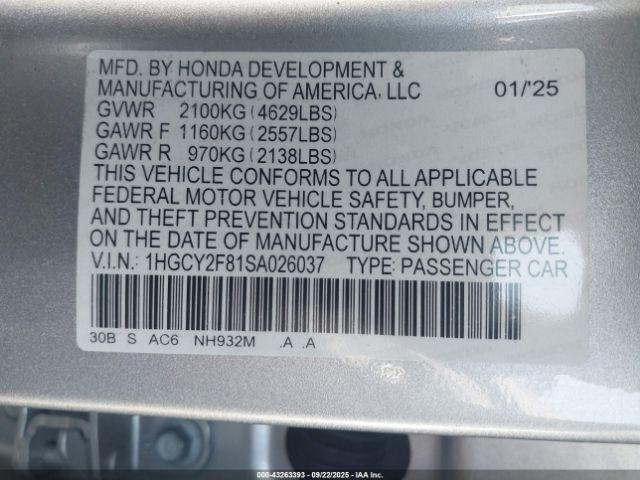 MFD. BY HONDA DEVELOPMENT &
MANUFACTURING OF AMERICA, LLC 01/'25
GVWR 2100KG (4629LBS)
GAWR F 1160KG (2557LBS)
GAWR R 970KG (2138LBS)
THIS VEHICLE CONFORMS TO ALL APPLICABLE
FEDERAL MOTOR VEHICLE SAFETY, BUMPER,
AND THEFT PREVENTION STANDARDS IN EFFECT
ON THE DATE OF MANUFACTURE SHOWN ABOVE.
V.I.N.: 1HGCY2F81SA026037 TYPE: PASSENGER CAR
30B S AC6 NH932M .A .A
000-43263393 - 09/22/2025 - IAA Inc.